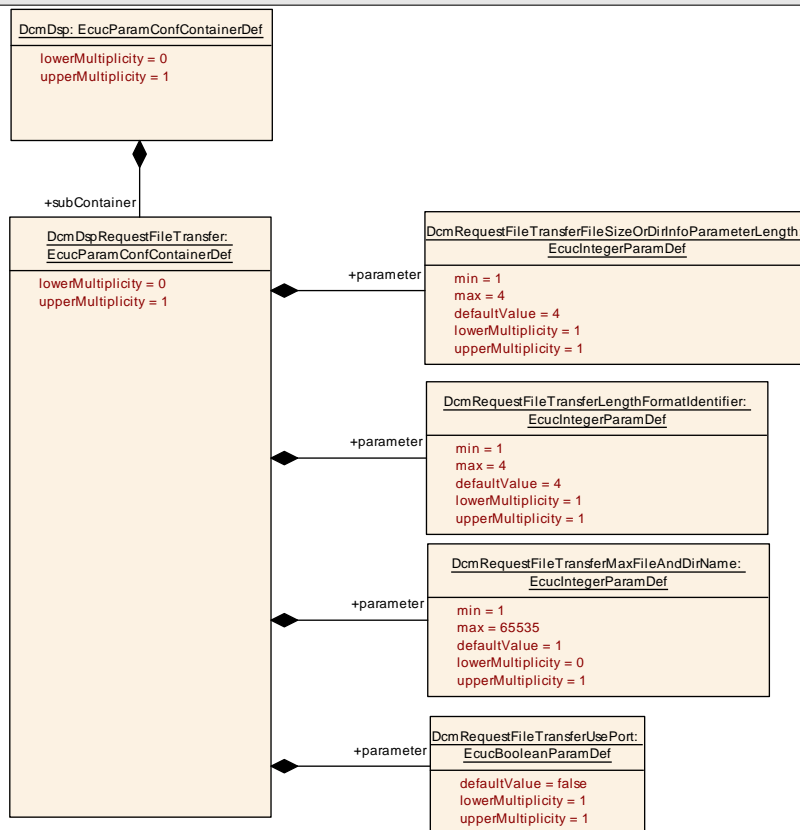 DcmDsp: EcucParamConfContainerDef
lowerMultiplicity = 0
upperMultiplicity = 1
+subContainer
DcmDspRequestFileTransfer:
EcucParamConfContainerDef
lowerMultiplicity = 0
upperMultiplicity = 1
+parameter
DcmRequestFileTransferFileSizeOrDirInfoParameterLength:
EcucIntegerParamDef
min = 1
max = 4
defaultValue = 4
lowerMultiplicity = 1
upperMultiplicity = 1
+parameter
DcmRequestFileTransferLengthFormatIdentifier:
EcucIntegerParamDef
min = 1
max = 4
defaultValue = 4
lowerMultiplicity = 1
upperMultiplicity = 1
+parameter
DcmRequestFileTransferMaxFileAndDirName:
EcucIntegerParamDef
min = 1
max = 65535
defaultValue = 1
lowerMultiplicity = 0
upperMultiplicity = 1
+parameter
DcmRequestFileTransferUsePort:
EcucBooleanParamDef
defaultValue = false
lowerMultiplicity = 1
upperMultiplicity = 1